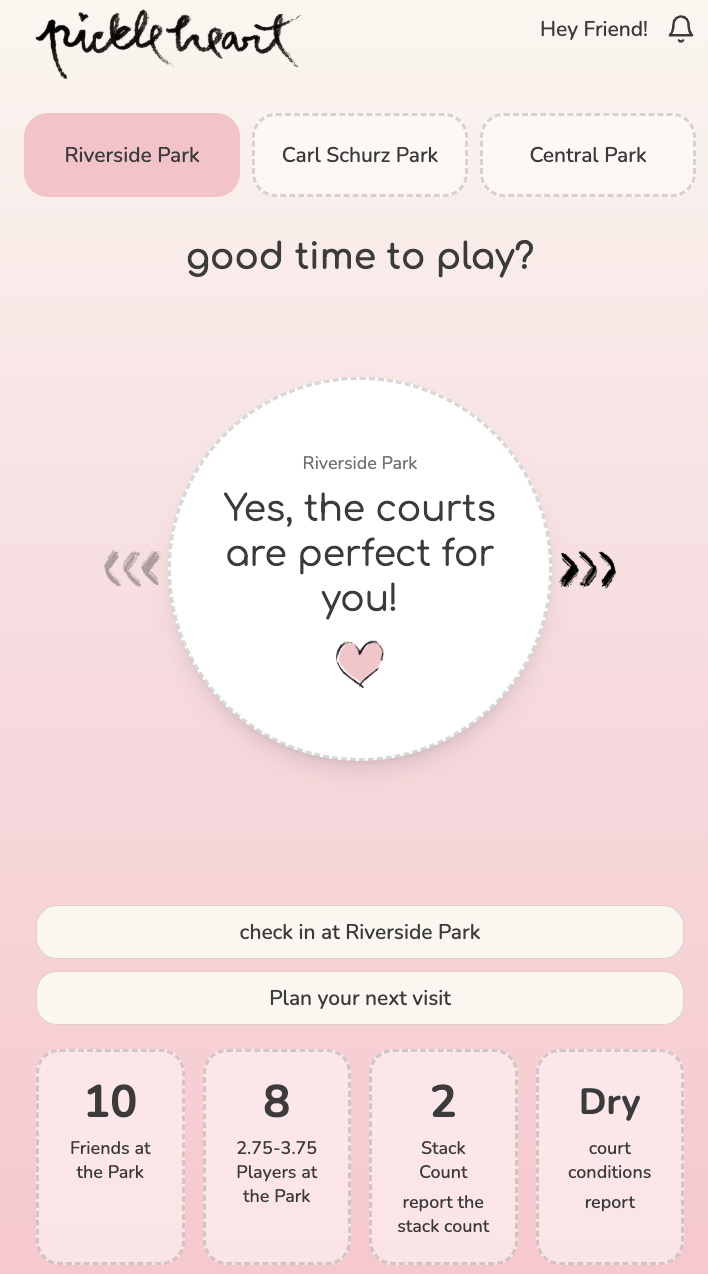 pickleheart
Hey Friend!
Riverside Park
Carl Schurz Park
Central Park
good time to play?
Riverside Park
Yes, the courts
are perfect for
you!
check in at Riverside Park
Plan your next visit
10
Friends at
the Park
8
2.75-3.75
Players at
the Park
2
Stack
Count
report the
stack count
Dry
court
conditions
report